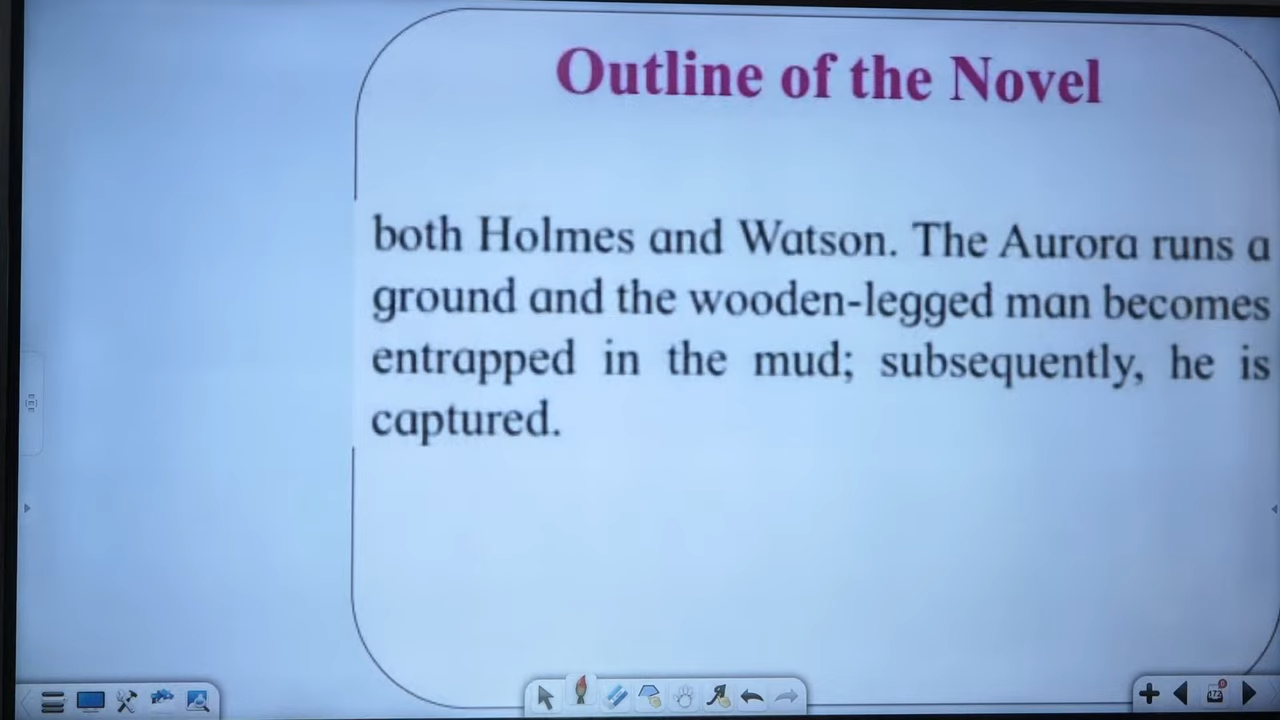 Outline of the Novel
both Holmes and Watson. The Aurora runs a
ground and the wooden-legged man becomes
entrapped in the mud; subsequently, he is
captured.